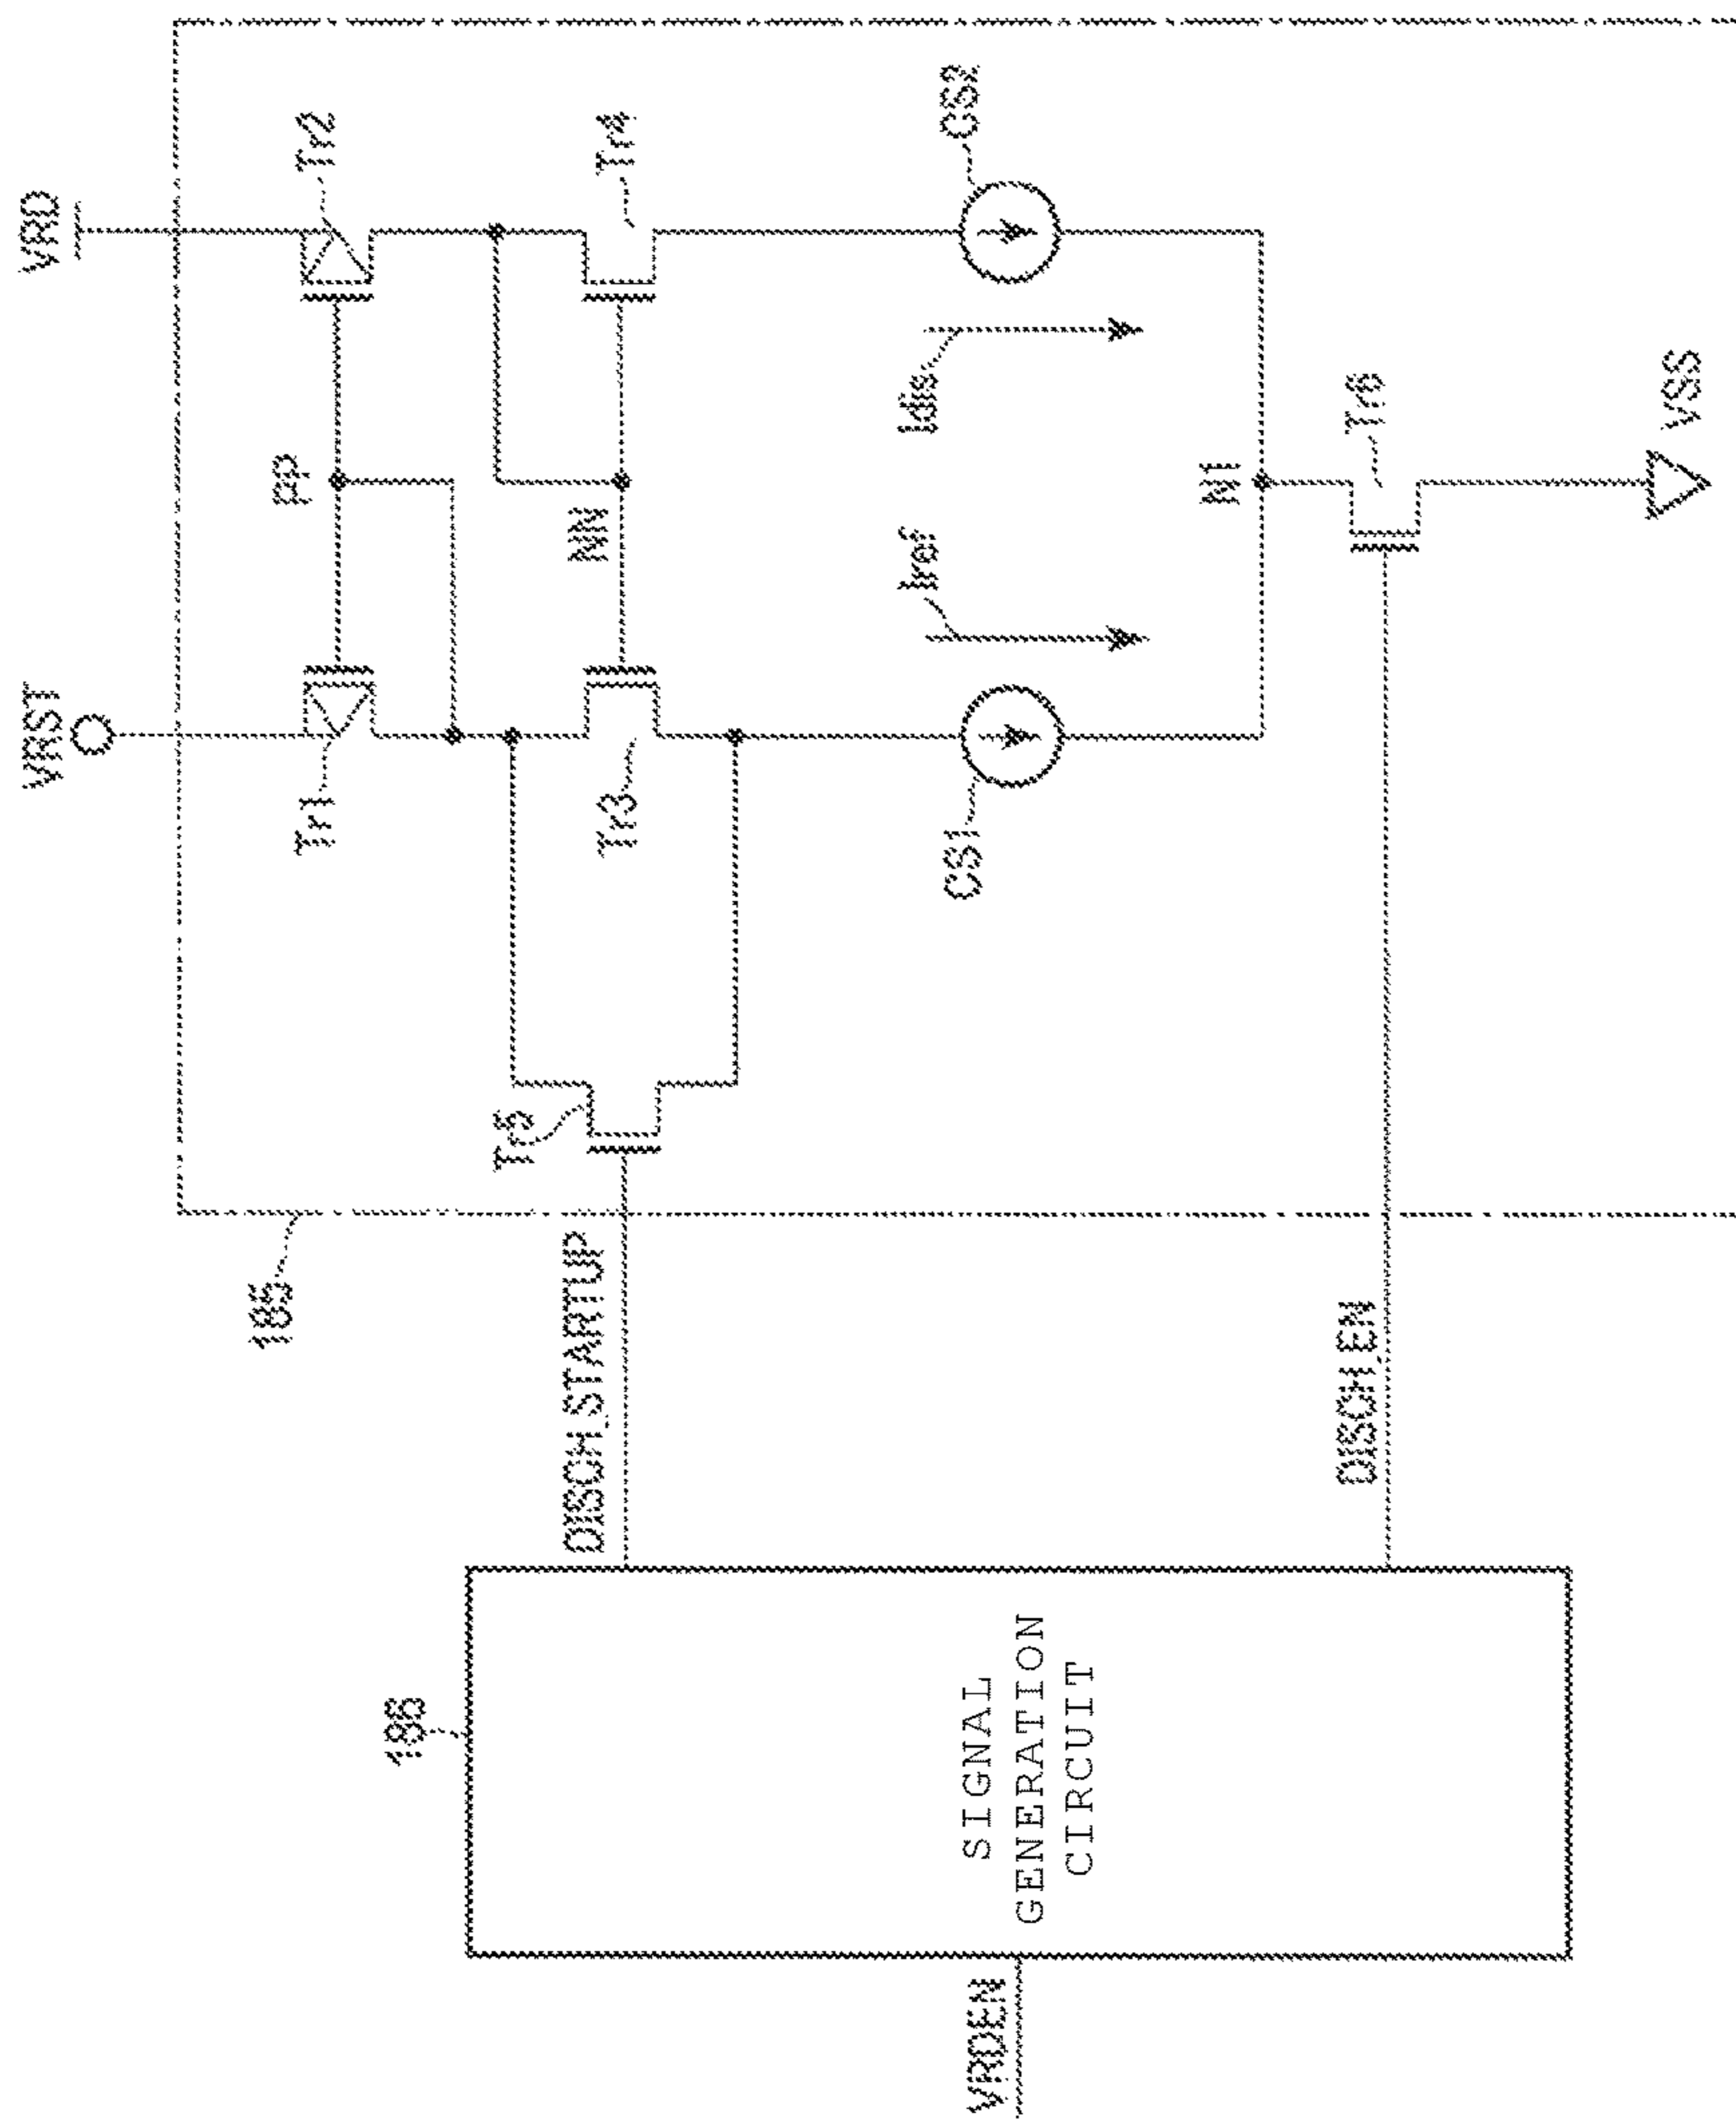 VRST
VRD
Tr1
Tr2
PP
185
NN
Tr3
Tr4
Tr5
DISCH_STARTUP
186
Iref
Idis
CS1
CS2
SIGNAL
GENERATION
CIRCUIT
VRDEN
N1
Tr6
DISCH_EN
VSS